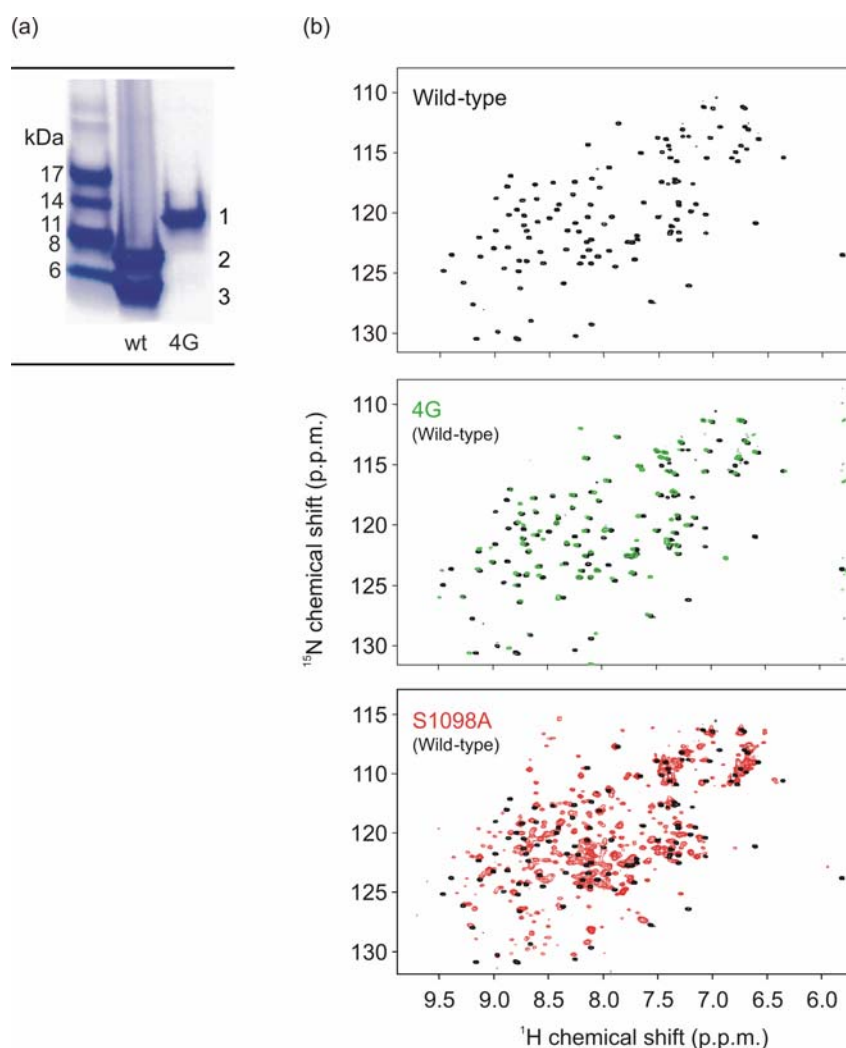 (a)
kDa
17
14
11
8
6
1
2
3
wt 4G
(b)
Wild-type
110
115
120
125
130
4G
(Wild-type)
110
115
120
125
130
¹⁵N chemical shift (p.p.m.)
S1098A
(Wild-type)
115
110
120
125
130
9.5 9.0 8.5 8.0 7.5 7.0 6.5 6.0
¹H chemical shift (p.p.m.)